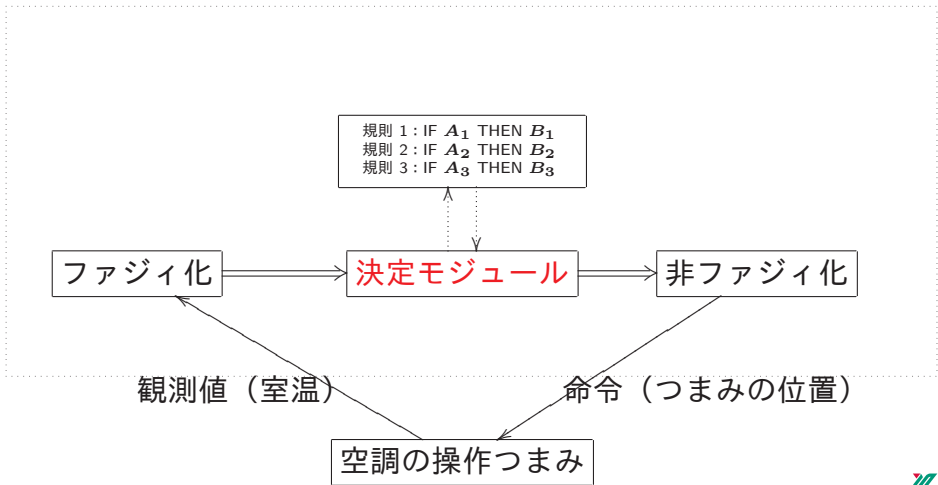 規則 1 : IF A1 THEN B1
規則 2 : IF A2 THEN B2
規則 3 : IF A3 THEN B3
ファジィ化
決定モジュール
非ファジィ化
観測値（室温）
命令（つまみの位置）
空調の操作つまみ